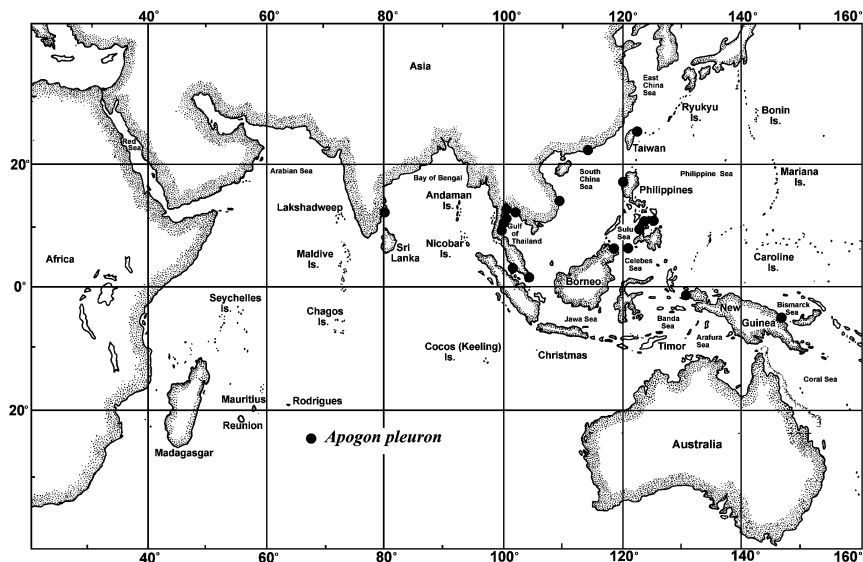 40° 60° 80° 100° 120° 140° 160°
Asia
East
China
Sea
Ryukyu
Is.
Bonin
Is.
Red
Sea
Taiwan
20°
20°
Arabian Sea
Bay of Bengal
South
China
Sea
Philippine Sea
Mariana
Is.
Lakshadweep
Andaman
Is.
Philippines
Gulf
of
Thailand
Sulu
Sea
Africa
Maldive
Is.
Sri
Lanka
Nicobar
Is.
Celebes
Sea
Caroline
Is.
Borneo
0°
0°
Seychelles
Is.
Chagos
Is.
Jawa Sea
Banda
Sea
New
Guinea
Bismarck
Sea
Arafura
Sea
Timor
Cocos (Keeling)
Is.
Christmas
Coral Sea
Mauritius
Rodrigues
20°
20°
Reunion
Madagasgar
Apogon pleuron
Australia
40° 60° 80° 100° 120° 140° 160°